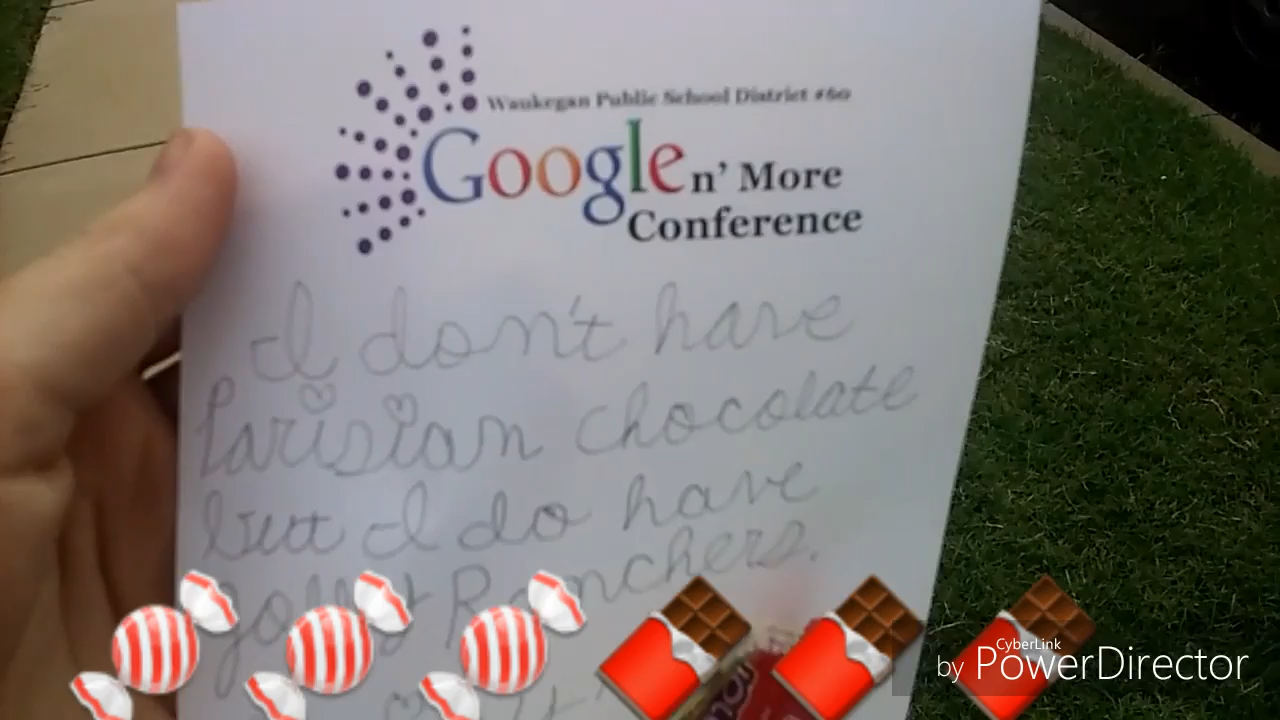 Waukegan Public School District #60
Google n' More
Conference
I don't have
Parisian chocolate
but I do have
Jolly Ranchers.
CyberLink
by PowerDirector